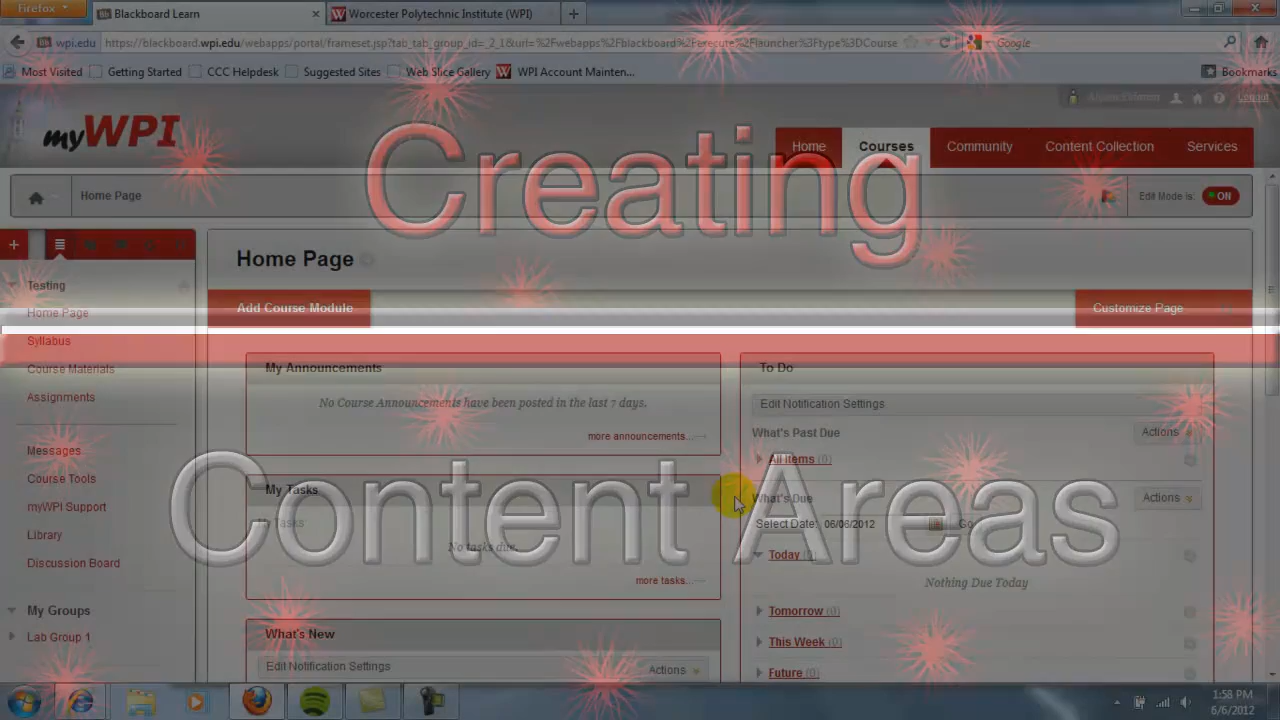 Firefox
Blackboard Learn
Worcester Polytechnic Institute (WPI)
wpi.edu
https://blackboard.wpi.edu/webapps/portal/frameset.jsp?tab_tab_group_id=_2_1&url=%2Fwebapps%2Fblackboard%2Fexecute%2Flauncher%3Ftype%3DCourse
Google
Most Visited
Getting Started
CCC Helpdesk
Suggested Sites
Web Slice Gallery
WPI Account Mainten...
Bookmarks
Logout
myWPI
Home
Courses
Community
Content Collection
Services
Creating
Home Page
Edit Mode is:
ON
Home Page
Testing
Add Course Module
Customize Page
Home Page
Syllabus
Course Materials
Assignments
Messages
Course Tools
myWPI Support
Library
Discussion Board
My Groups
Lab Group 1
My Announcements
No Course Announcements have been posted in the last 7 days.
more announcements...
Content Areas
My Tasks
My Tasks
No tasks due.
more tasks...
What's New
Edit Notification Settings
Actions
To Do
Edit Notification Settings
What's Past Due
Actions
All Items (0)
What's Due
Actions
Select Date: 06/06/2012
Go
Today (0)
Nothing Due Today
Tomorrow (0)
This Week (0)
Future (0)
1:58 PM
6/6/2012